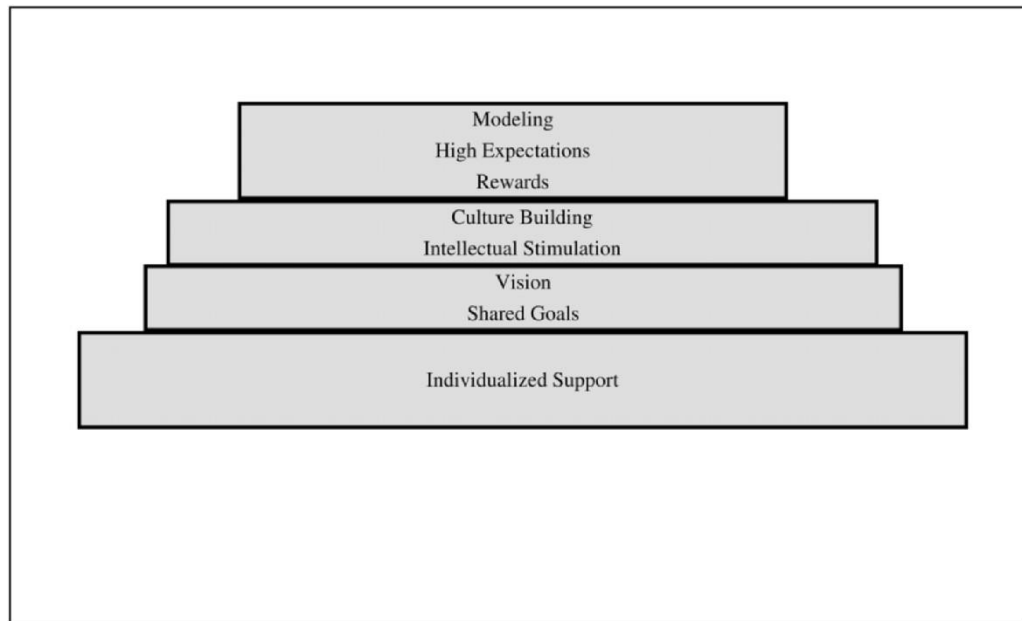 Modeling
High Expectations
Rewards
Culture Building
Intellectual Stimulation
Vision
Shared Goals
Individualized Support